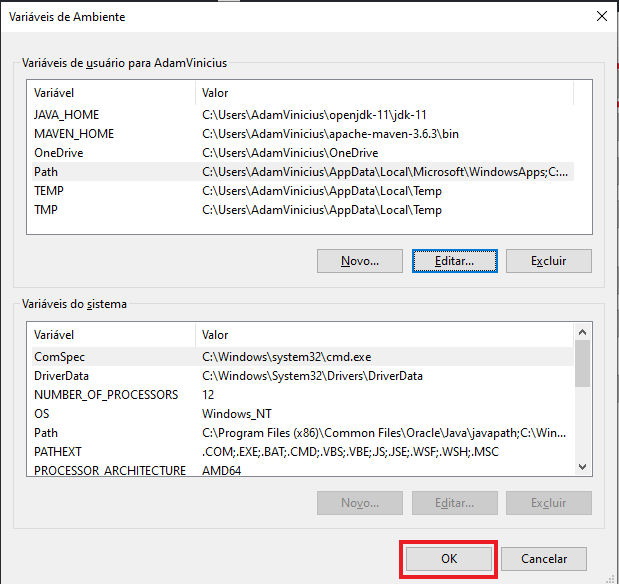 Variáveis de Ambiente
Variáveis de usuário para AdamVinicius
Variável Valor
JAVA_HOME C:\Users\AdamVinicius\openjdk-11\jdk-11
MAVEN_HOME C:\Users\AdamVinicius\apache-maven-3.6.3\bin
OneDrive C:\Users\AdamVinicius\OneDrive
Path C:\Users\AdamVinicius\AppData\Local\Microsoft\WindowsApps;C:...
TEMP C:\Users\AdamVinicius\AppData\Local\Temp
TMP C:\Users\AdamVinicius\AppData\Local\Temp
Novo... Editar... Excluir
Variáveis do sistema
Variável Valor
ComSpec C:\Windows\system32\cmd.exe
DriverData C:\Windows\System32\Drivers\DriverData
NUMBER_OF_PROCESSORS 12
OS Windows_NT
Path C:\Program Files (x86)\Common Files\Oracle\Java\javapath;C:\Win...
PATHEXT .COM;.EXE;.BAT;.CMD;.VBS;.VBE;.JS;.JSE;.WSF;.WSH;.MSC
PROCESSOR_ARCHITECTURE AMD64
Novo... Editar... Excluir
OK Cancelar